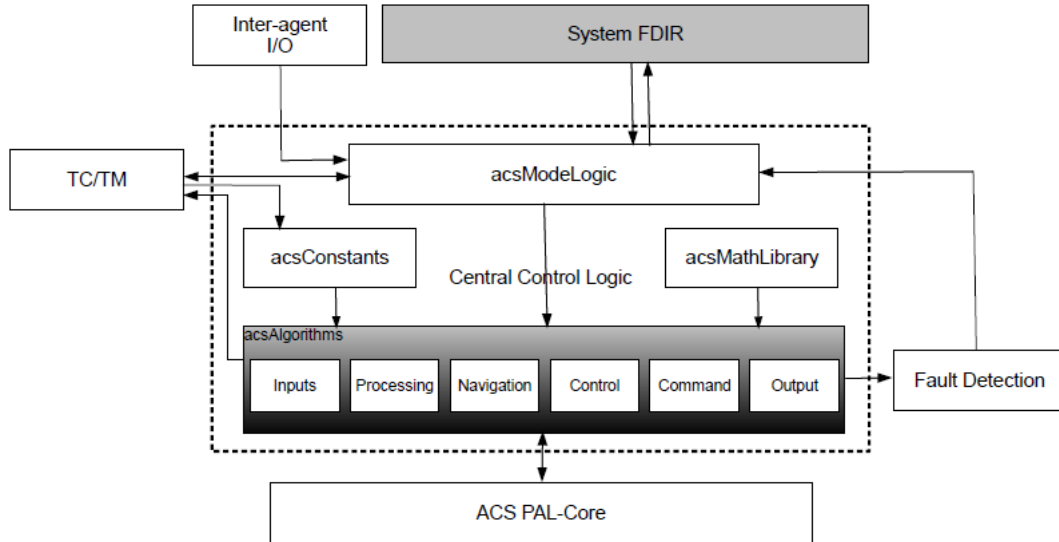 Inter-agent
I/O
System FDIR
TC/TM
acsModeLogic
acsConstants
acsMathLibrary
Central Control Logic
acsAlgorithms
Inputs
Processing
Navigation
Control
Command
Output
Fault Detection
ACS PAL-Core